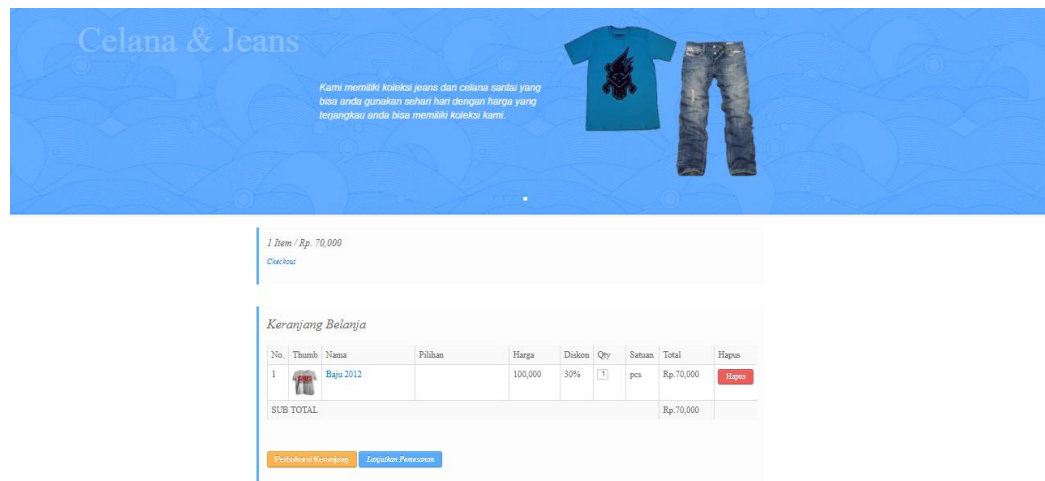 Celana & Jeans
Kami memiliki koleksi jeans dan celana santai yang
bisa anda gunakan sehari hari dengan harga yang
terjangkau anda bisa memiliki koleksi kami.
1 Item / Rp. 70,000
Checkout
Keranjang Belanja
No. Thumb Nama Pilihan Harga Diskon Qty Satuan Total Hapus
1 Baju 2012 100,000 30% 1 pcs Rp.70,000 Hapus
SUB TOTAL Rp.70,000
Perbaharui Keranjang Lanjutkan Pemesanan